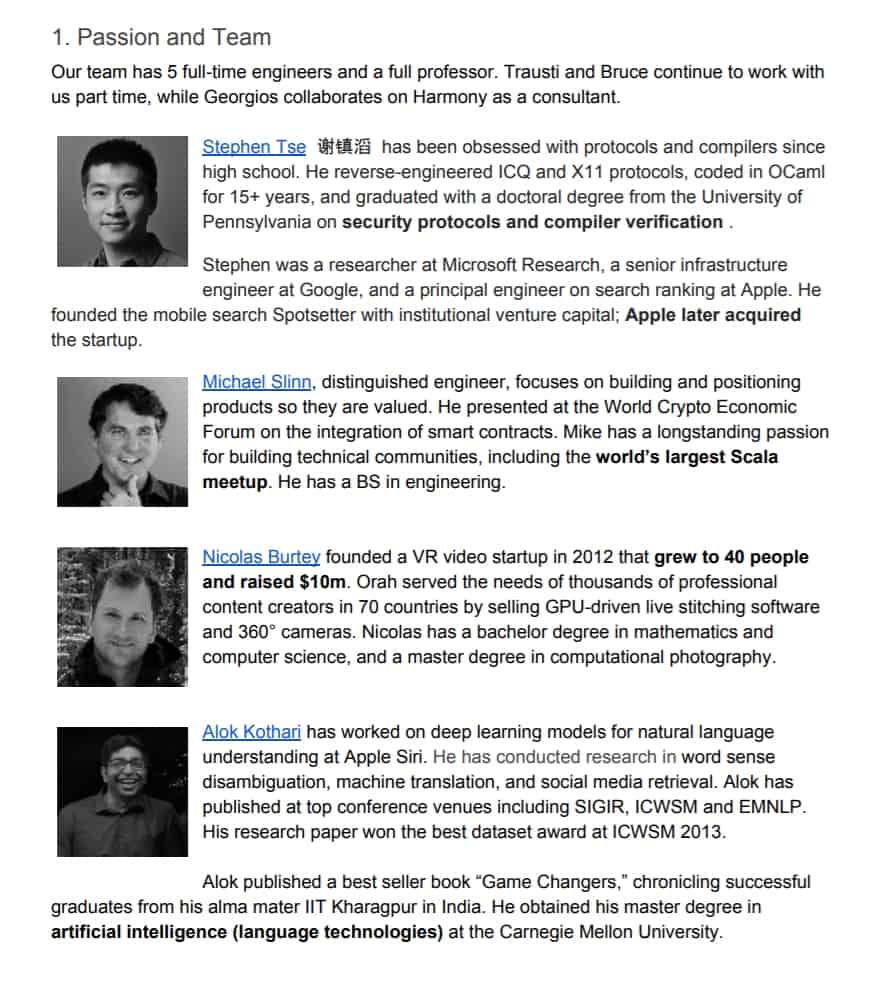 1. Passion and Team
Our team has 5 full-time engineers and a full professor. Trausti and Bruce continue to work with
us part time, while Georgios collaborates on Harmony as a consultant.
Stephen Tse 谢镇滔 has been obsessed with protocols and compilers since
high school. He reverse-engineered ICQ and X11 protocols, coded in OCaml
for 15+ years, and graduated with a doctoral degree from the University of
Pennsylvania on security protocols and compiler verification .
Stephen was a researcher at Microsoft Research, a senior infrastructure
engineer at Google, and a principal engineer on search ranking at Apple. He
founded the mobile search Spotsetter with institutional venture capital; Apple later acquired
the startup.
Michael Slinn, distinguished engineer, focuses on building and positioning
products so they are valued. He presented at the World Crypto Economic
Forum on the integration of smart contracts. Mike has a longstanding passion
for building technical communities, including the world's largest Scala
meetup. He has a BS in engineering.
Nicolas Burtey founded a VR video startup in 2012 that grew to 40 people
and raised $10m. Orah served the needs of thousands of professional
content creators in 70 countries by selling GPU-driven live stitching software
and 360° cameras. Nicolas has a bachelor degree in mathematics and
computer science, and a master degree in computational photography.
Alok Kothari has worked on deep learning models for natural language
understanding at Apple Siri. He has conducted research in word sense
disambiguation, machine translation, and social media retrieval. Alok has
published at top conference venues including SIGIR, ICWSM and EMNLP.
His research paper won the best dataset award at ICWSM 2013.
Alok published a best seller book “Game Changers,” chronicling successful
graduates from his alma mater IIT Kharagpur in India. He obtained his master degree in
artificial intelligence (language technologies) at the Carnegie Mellon University.